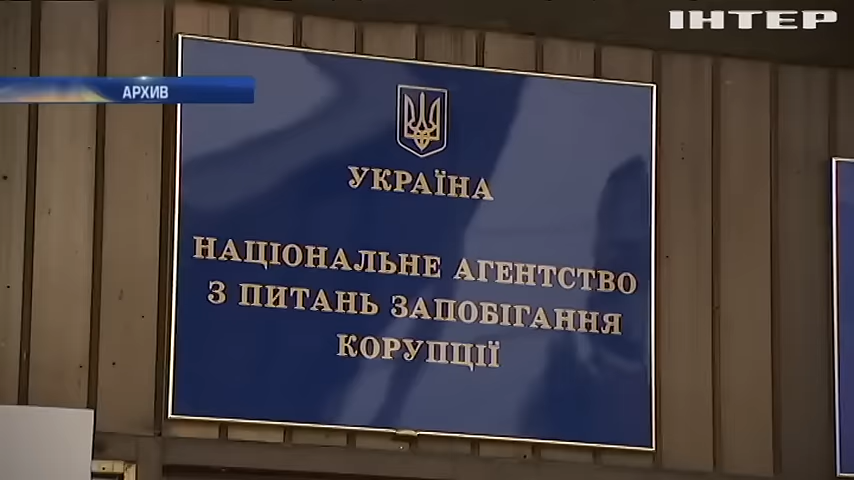 ІНТЕР
АРХИВ
УКРАЇНА
НАЦІОНАЛЬНЕ АГЕНТСТВО
З ПИТАНЬ ЗАПОБІГАННЯ
КОРУПЦІЇ